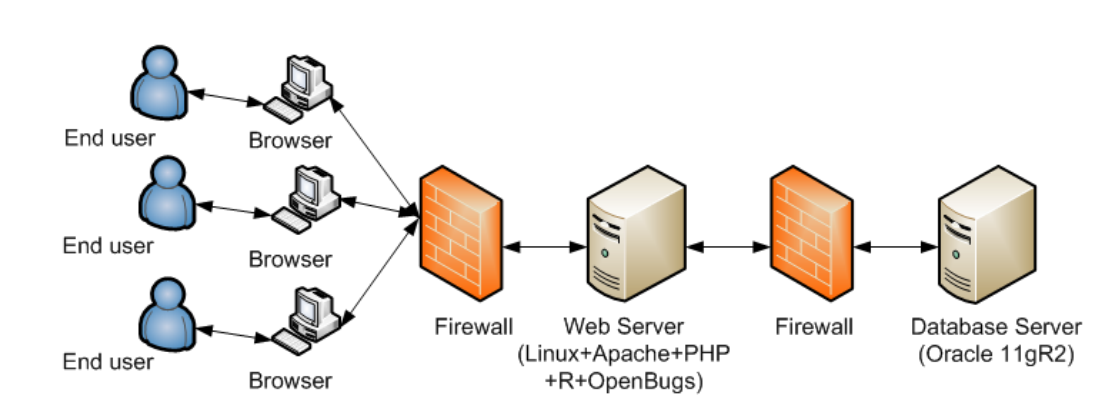 End user
Browser
End user
Browser
End user
Browser
Firewall
Web Server
(Linux+Apache+PHP
+R+OpenBugs)
Firewall
Database Server
(Oracle 11gR2)